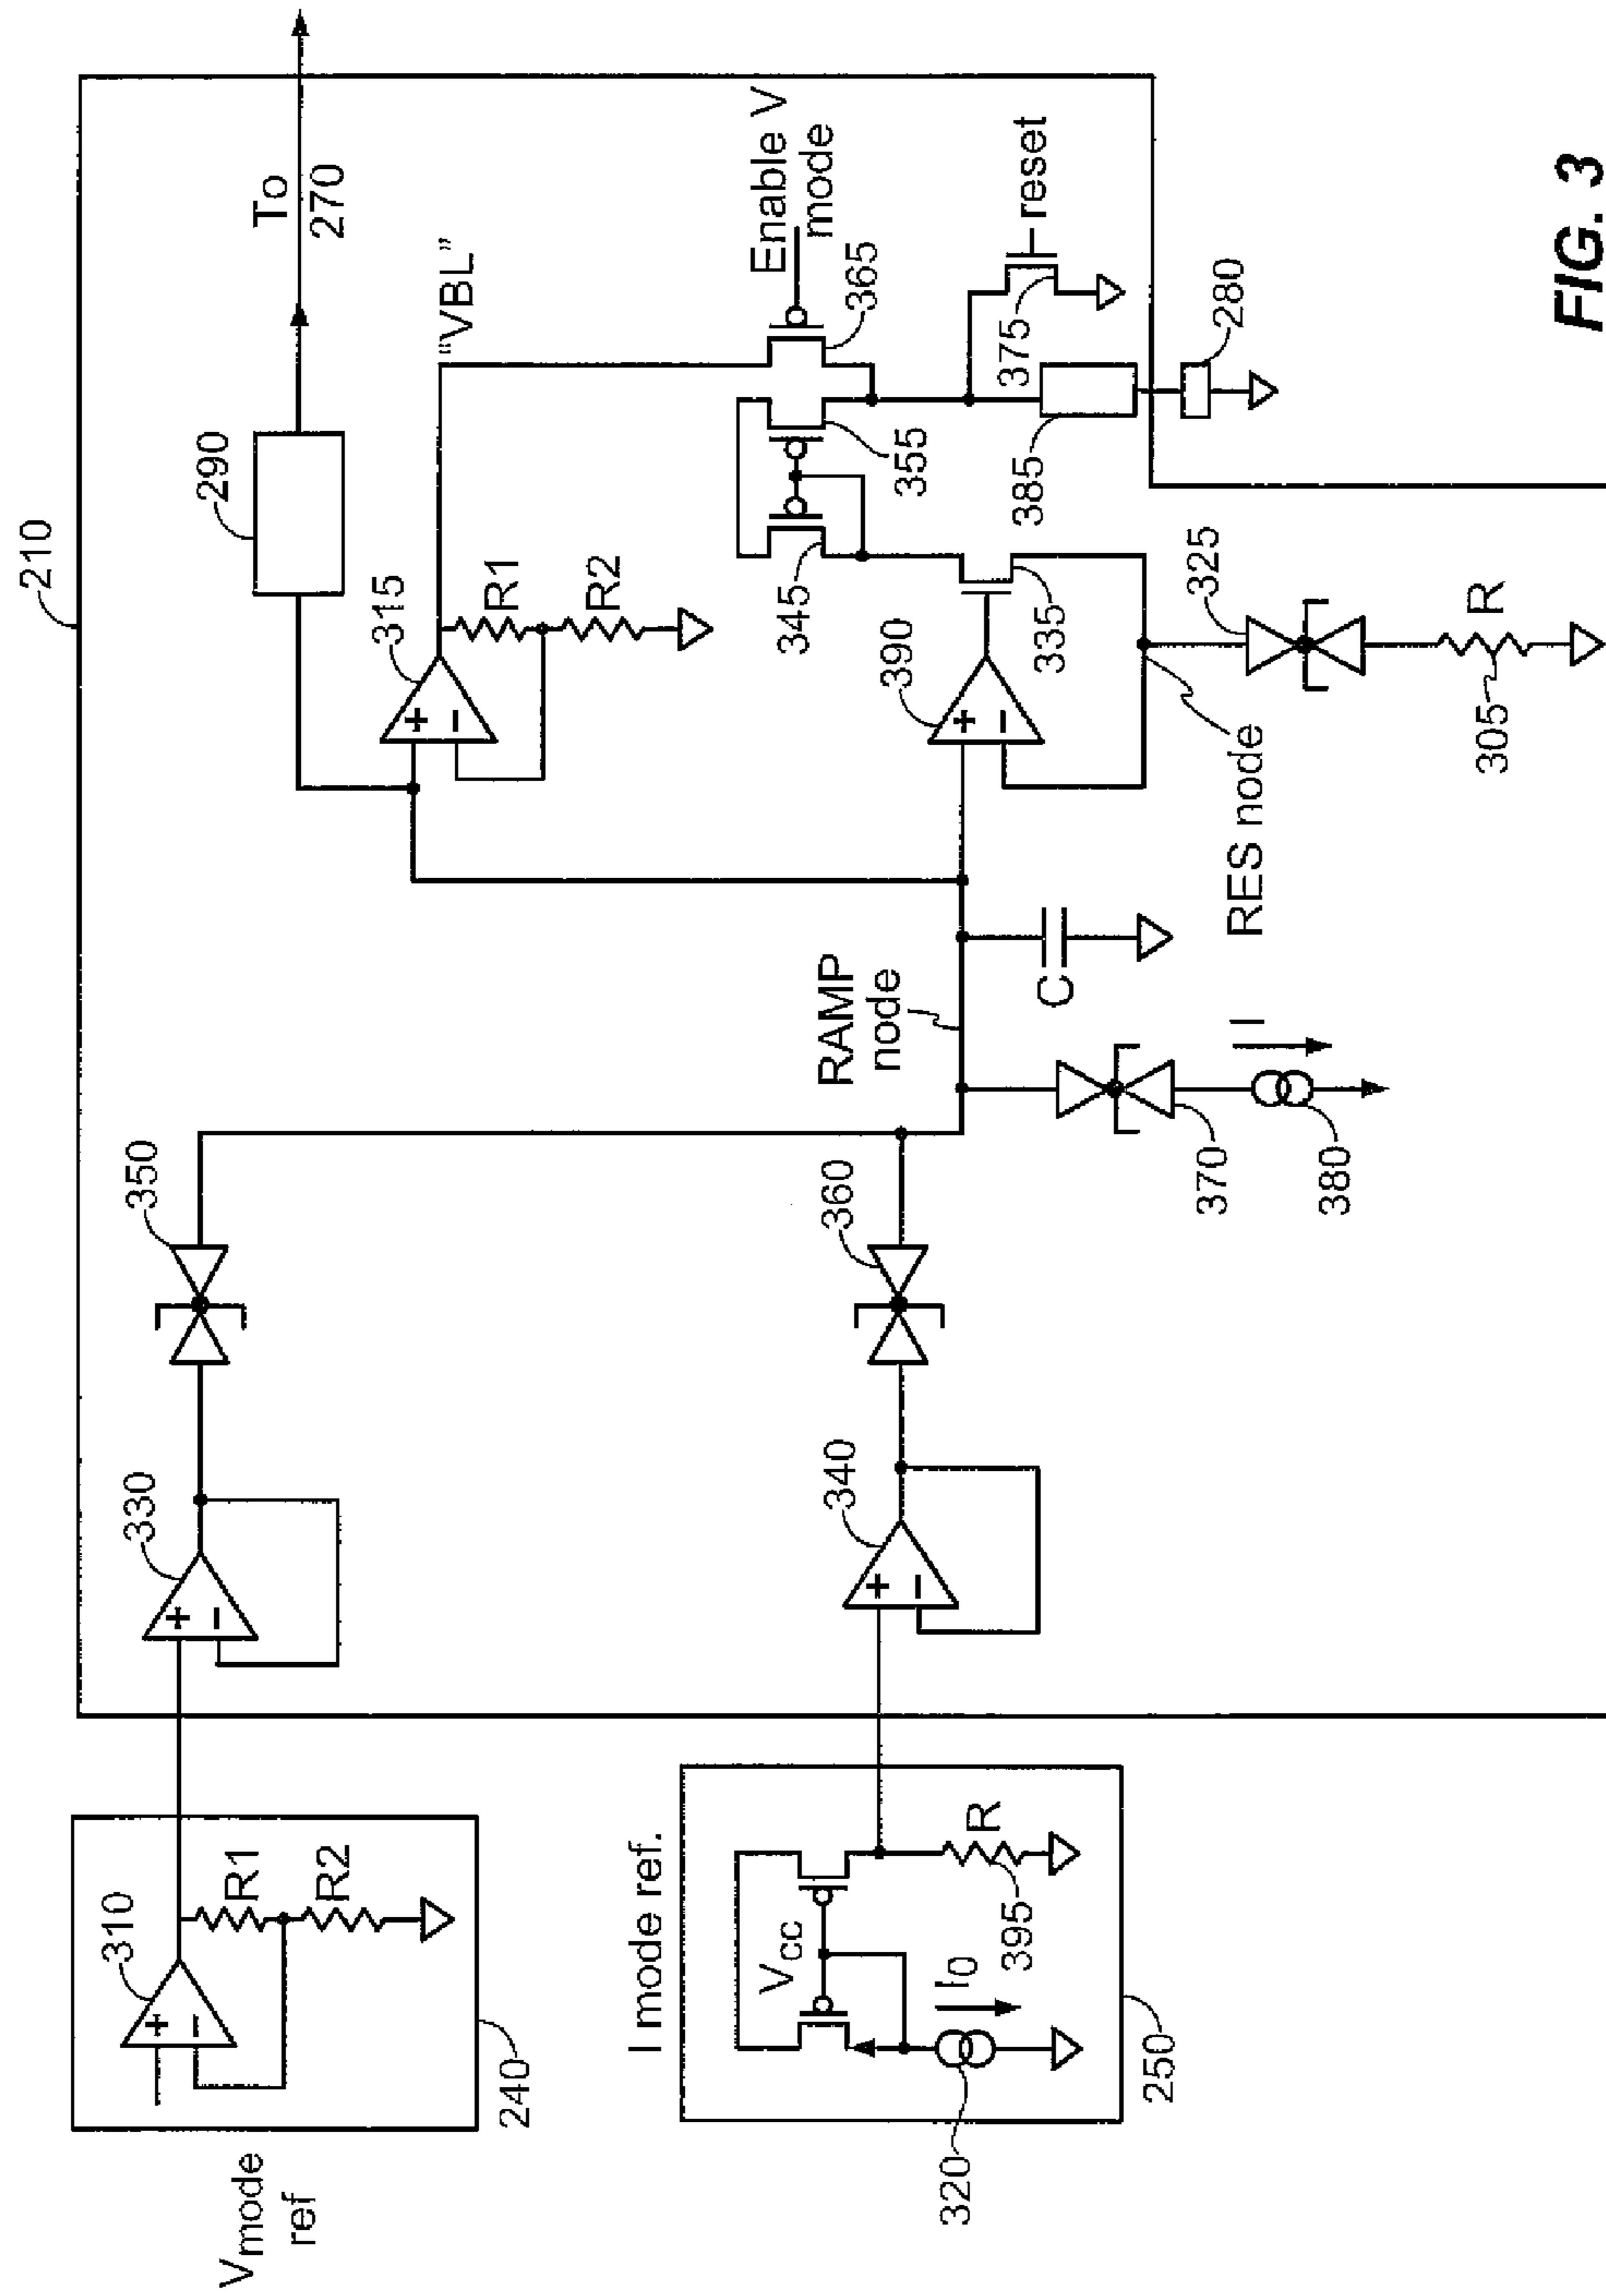 210
To
270
290
315
R1
R2
"VBL"
Enable V
mode
365
355
345
335
390
375
reset
385
280
325
R
305
RES node
RAMP
node
C
I
370
380
350
360
330
340
310
R1
R2
240
V mode
ref
I mode ref.
Vcc
R
395
I0
320
250
FIG. 3